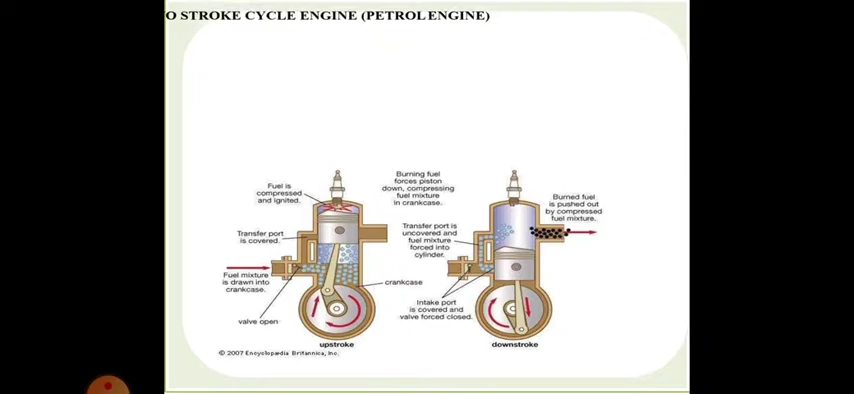 O STROKE CYCLE ENGINE (PETROL ENGINE)
Fuel is
compressed
and ignited.
Burning fuel
forces piston
down, compressing
fuel mixture
in crankcase.
Burned fuel
is pushed out
by compressed
fuel mixture.
Transfer port
is covered.
Transfer port is
uncovered and
fuel mixture
forced into
cylinder.
Fuel mixture
is drawn into
crankcase.
crankcase
valve open
Intake port
is covered and
valve forced closed.
upstroke
downstroke
© 2007 Encyclopædia Britannica, Inc.